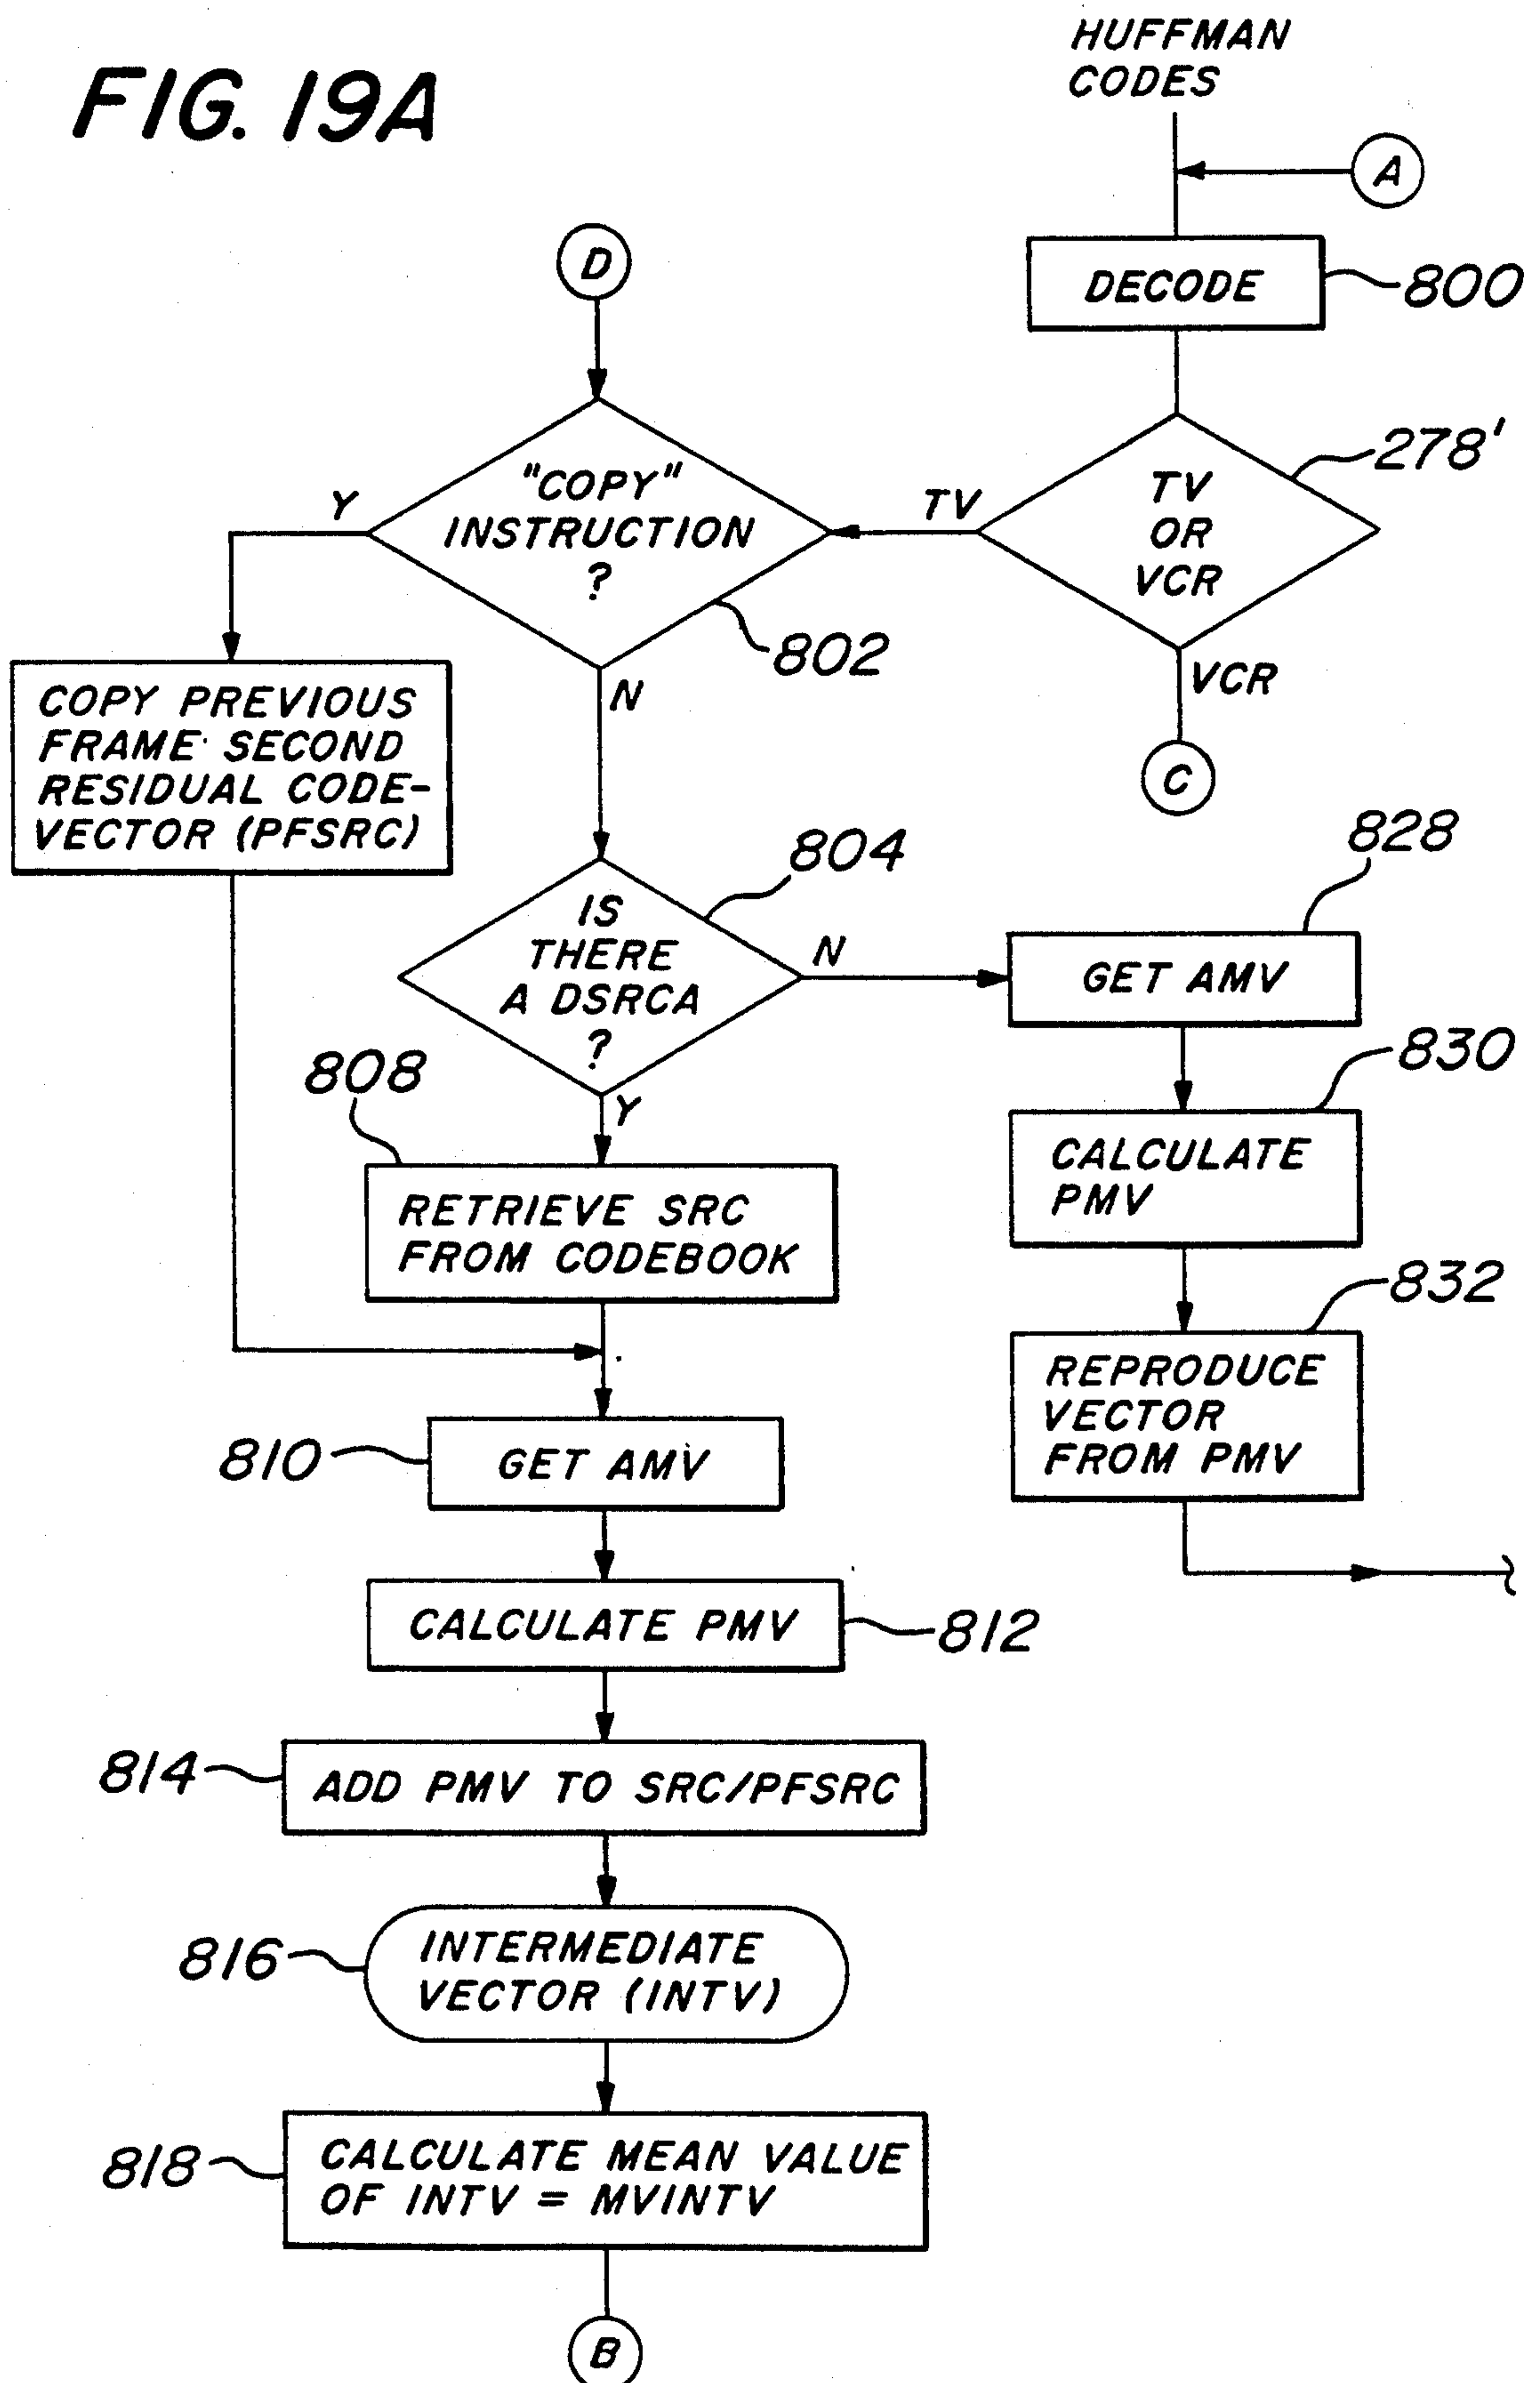 FIG. 19A
HUFFMAN
CODES
A
DECODE
800
D
278'
TV
OR
VCR
TV
VCR
C
"COPY"
INSTRUCTION
?
802
Y
N
COPY PREVIOUS
FRAME SECOND
RESIDUAL CODE-
VECTOR (PFSRC)
804
IS
THERE
A DSRCA
?
N
Y
828
GET AMV
830
CALCULATE
PMV
832
REPRODUCE
VECTOR
FROM PMV
808
RETRIEVE SRC
FROM CODEBOOK
810
GET AMV
CALCULATE PMV
812
814
ADD PMV TO SRC/PFSRC
816
INTERMEDIATE
VECTOR (INTV)
818
CALCULATE MEAN VALUE
OF INTV = MVINTV
B